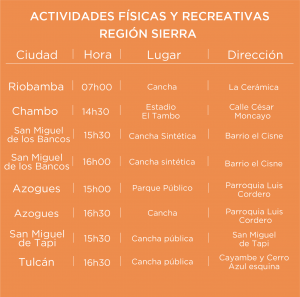 ACTIVIDADES FÍSICAS Y RECREATIVAS
REGIÓN SIERRA
Ciudad Hora Lugar Dirección
Riobamba 07h00 Cancha La Cerámica
Chambo 14h30 Estadio El Tambo Calle César Moncayo
San Miguel de los Bancos 15h30 Cancha Sintética Barrio el Cisne
San Miguel de los Bancos 16h00 Cancha sintética Barrio el Cisne
Azogues 15h00 Parque Público Parroquia Luis Cordero
Azogues 16h30 Cancha Parroquia Luis Cordero
San Miguel de Tapi 15h30 Cancha pública San Miguel de Tapi
Tulcán 16h30 Cancha pública Cayambe y Cerro Azul esquina